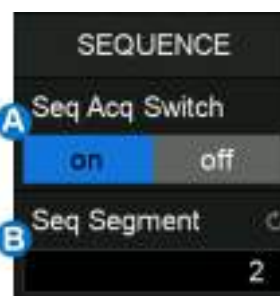 SEQUENCE
A Seq Acq Switch
on off
B Seq Segment
2